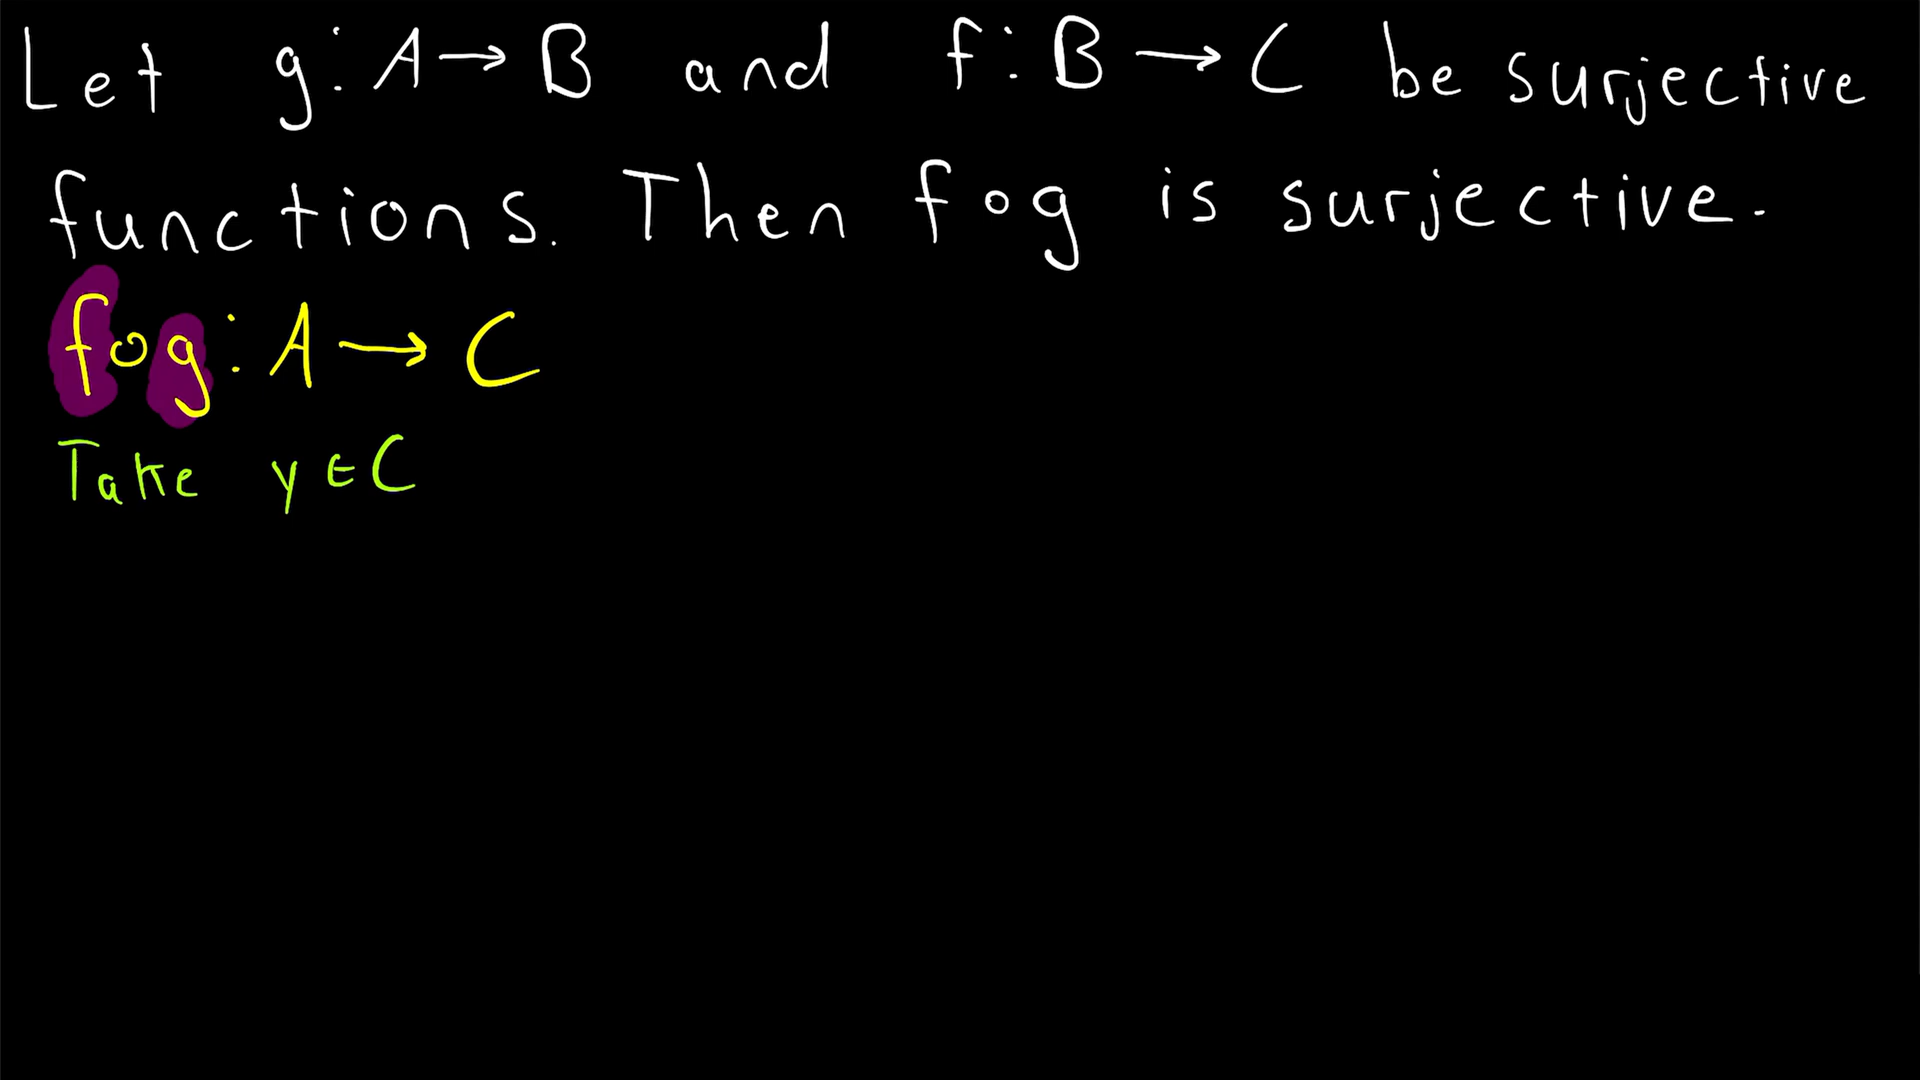 Let g: A → B and f: B → C be surjective
functions. Then f∘g is surjective.
f∘g: A → C
Take y ∈ C